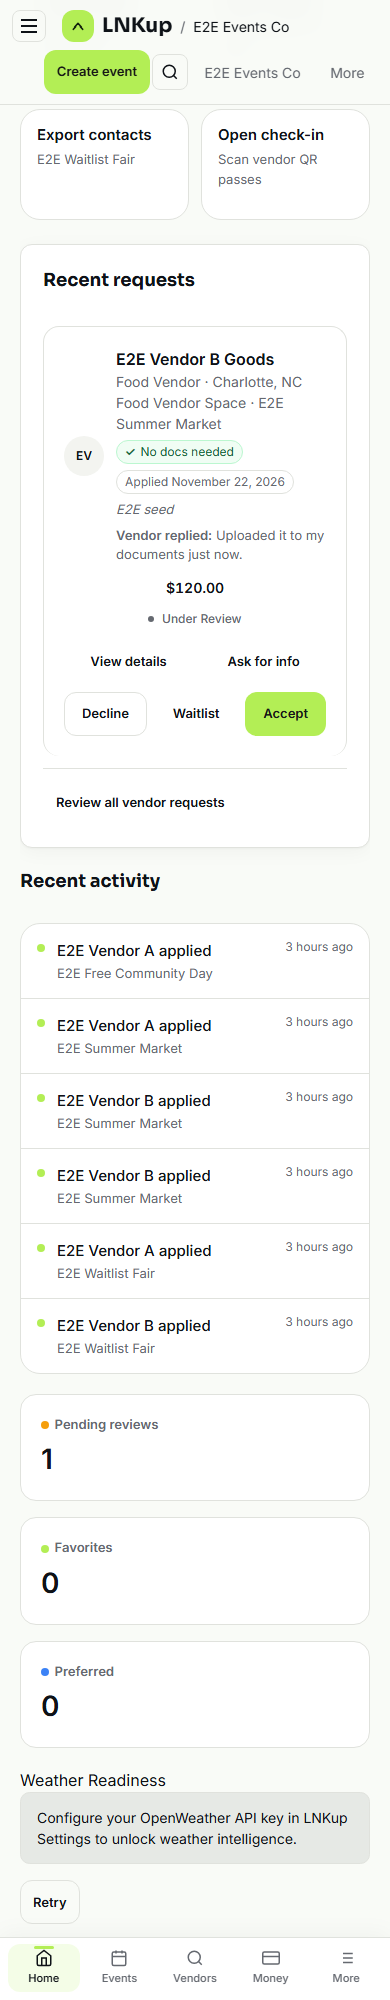 LNKup / E2E Events Co
Create event
E2E Events Co
More
Export contacts
E2E Waitlist Fair
Open check-in
Scan vendor QR
passes
Recent requests
EV
E2E Vendor B Goods
Food Vendor · Charlotte, NC
Food Vendor Space · E2E
Summer Market
No docs needed
Applied November 22, 2026
E2E seed
Vendor replied: Uploaded it to my
documents just now.
$120.00
Under Review
View details
Ask for info
Decline
Waitlist
Accept
Review all vendor requests
Recent activity
E2E Vendor A applied
3 hours ago
E2E Free Community Day
E2E Vendor A applied
3 hours ago
E2E Summer Market
E2E Vendor B applied
3 hours ago
E2E Summer Market
E2E Vendor B applied
3 hours ago
E2E Summer Market
E2E Vendor A applied
3 hours ago
E2E Waitlist Fair
E2E Vendor B applied
3 hours ago
E2E Waitlist Fair
Pending reviews
1
Favorites
0
Preferred
0
Weather Readiness
Configure your OpenWeather API key in LNKup
Settings to unlock weather intelligence.
Retry
Home
Events
Vendors
Money
More